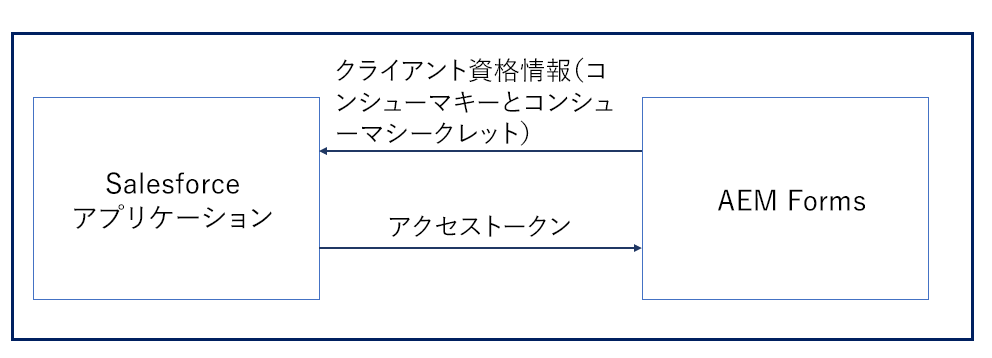 クライアント資格情報（コ
ンシューマキーとコンシュ
ーマシークレット）
Salesforce
アプリケーション
アクセストークン
AEM Forms